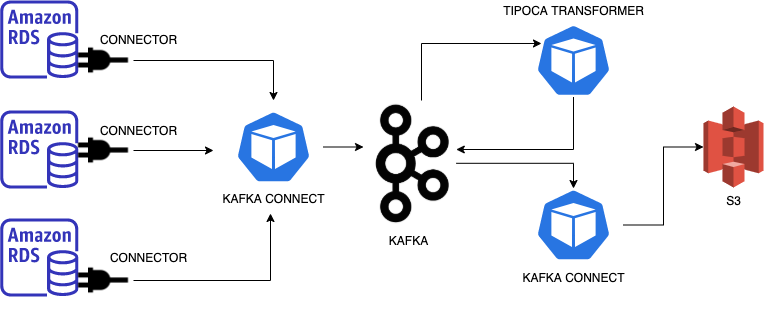 TIPOCA TRANSFORMER
Amazon
RDS
CONNECTOR
Amazon
RDS
CONNECTOR
KAFKA CONNECT
S3
Amazon
RDS
KAFKA
CONNECTOR
KAFKA CONNECT